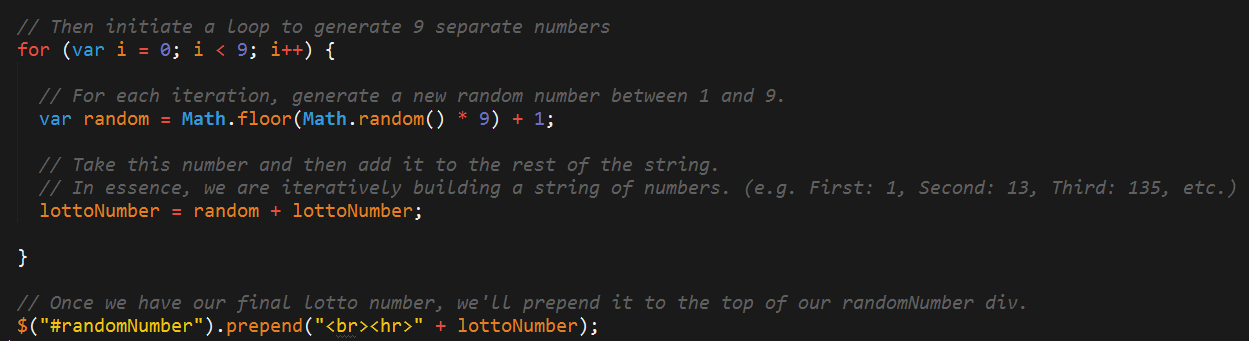 // Then initiate a loop to generate 9 separate numbers
for (var i = 0; i < 9; i++) {
// For each iteration, generate a new random number between 1 and 9.
var random = Math.floor(Math.random() * 9) + 1;
// Take this number and then add it to the rest of the string.
// In essence, we are iteratively building a string of numbers. (e.g. First: 1, Second: 13, Third: 135, etc.)
lottoNumber = random + lottoNumber;
}
// Once we have our final lotto number, we'll prepend it to the top of our randomNumber div.
$("#randomNumber").prepend("<br><hr>" + lottoNumber);